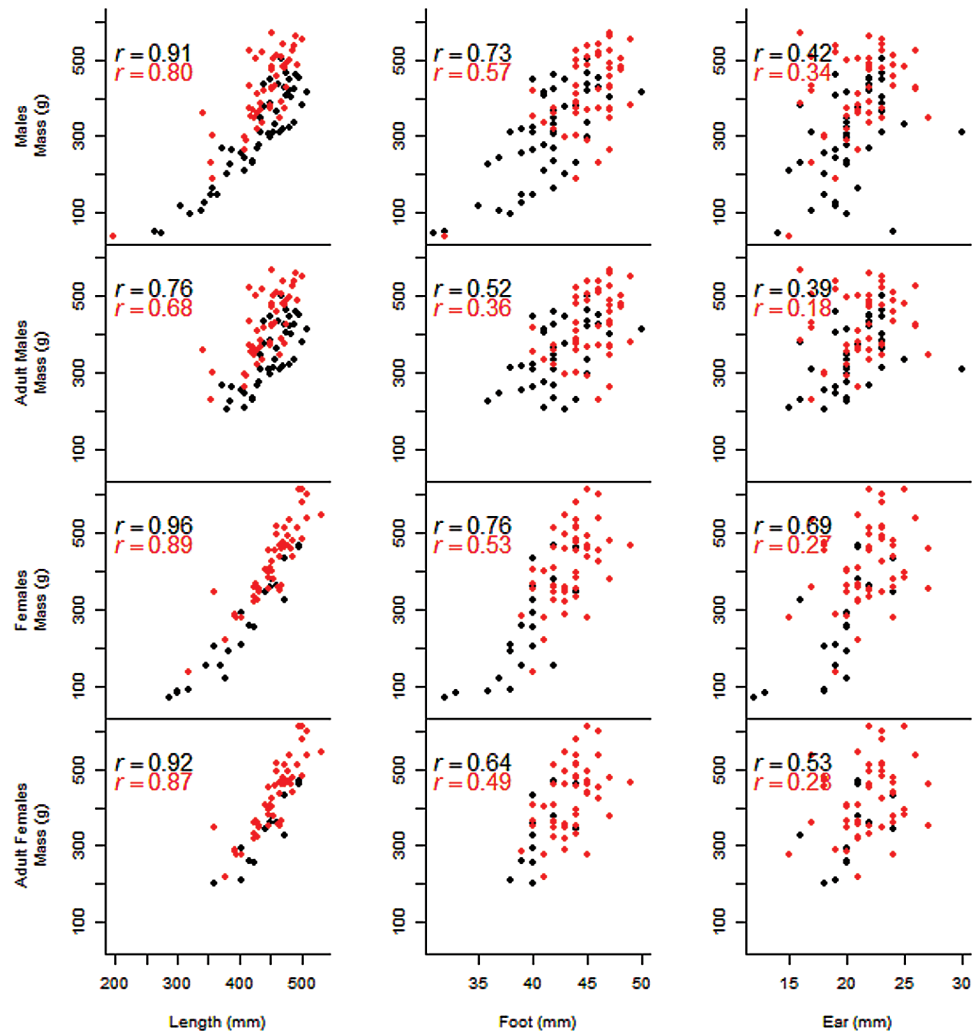 Males
Mass (g)
500
300
100
r = 0.91
r = 0.80
r = 0.73
r = 0.57
r = 0.42
r = 0.34
Adult Males
Mass (g)
500
300
100
r = 0.76
r = 0.68
r = 0.52
r = 0.36
r = 0.39
r = 0.18
Females
Mass (g)
500
300
100
r = 0.96
r = 0.89
r = 0.76
r = 0.53
r = 0.69
r = 0.27
Adult Females
Mass (g)
500
300
100
r = 0.92
r = 0.87
r = 0.64
r = 0.49
r = 0.53
200 300 400 500
35 40 45 50
15 20 25 30
Length (mm)
Foot (mm)
Ear (mm)